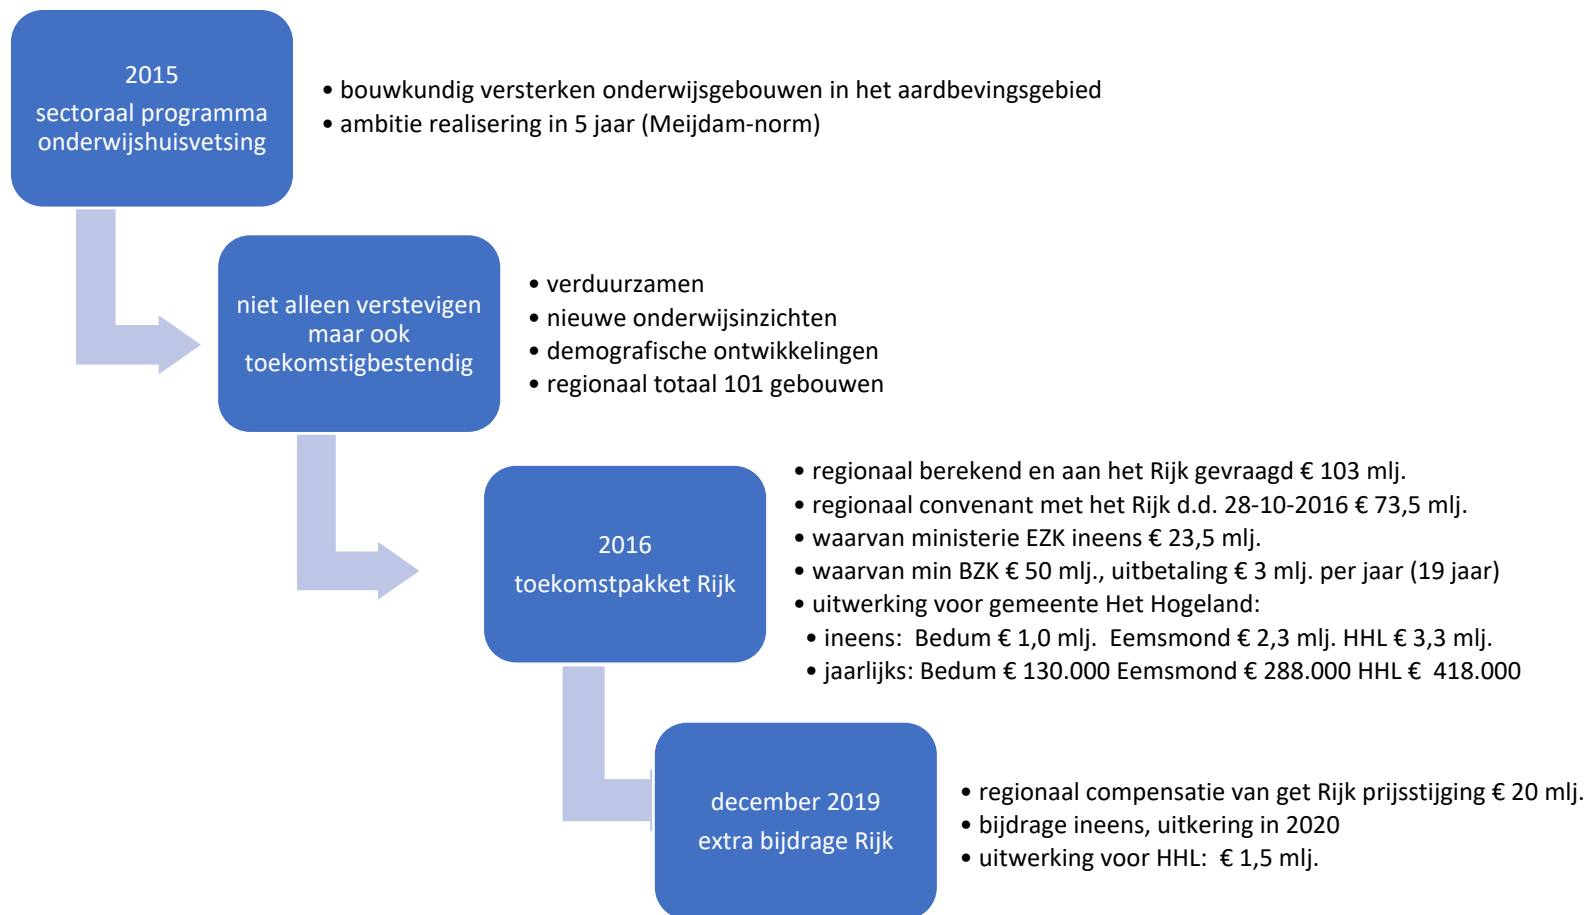 2015
sectoraal programma
onderwijshuisvetsing
• bouwkundig versterken onderwijsgebouwen in het aardbevingsgebied
• ambitie realisering in 5 jaar (Meijdam-norm)
niet alleen verstevigen
maar ook
toekomstigbestendig
• verduurzamen
• nieuwe onderwijsinzichten
• demografische ontwikkelingen
• regionaal totaal 101 gebouwen
2016
toekomstpakket Rijk
• regionaal berekend en aan het Rijk gevraagd € 103 mlj.
• regionaal convenant met het Rijk d.d. 28-10-2016 € 73,5 mlj.
• waarvan ministerie EZK ineens € 23,5 mlj.
• waarvan min BZK € 50 mlj., uitbetaling € 3 mlj. per jaar (19 jaar)
• uitwerking voor gemeente Het Hogeland:
• ineens: Bedum € 1,0 mlj. Eemsmond € 2,3 mlj. HHL € 3,3 mlj.
• jaarlijks: Bedum € 130.000 Eemsmond € 288.000 HHL € 418.000
december 2019
extra bijdrage Rijk
• regionaal compensatie van get Rijk prijsstijging € 20 mlj.
• bijdrage ineens, uitkering in 2020
• uitwerking voor HHL: € 1,5 mlj.